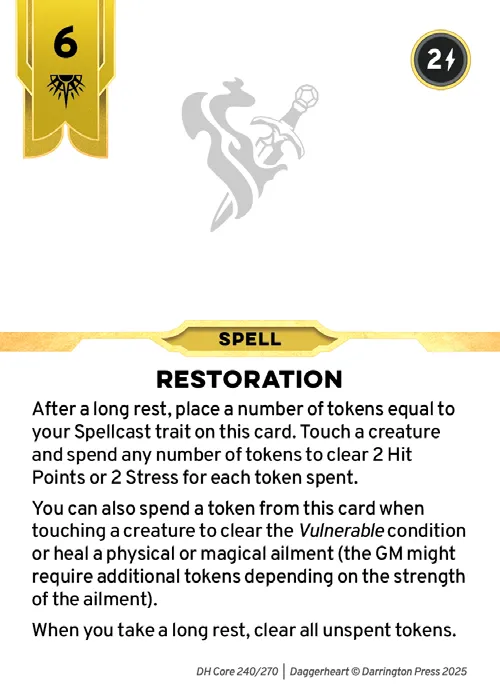 6
2
SPELL
RESTORATION
After a long rest, place a number of tokens equal to
your Spellcast trait on this card. Touch a creature
and spend any number of tokens to clear 2 Hit
Points or 2 Stress for each token spent.
You can also spend a token from this card when
touching a creature to clear the Vulnerable condition
or heal a physical or magical ailment (the GM might
require additional tokens depending on the strength
of the ailment).
When you take a long rest, clear all unspent tokens.
DH Core 240/270 | Daggerheart © Darrington Press 2025